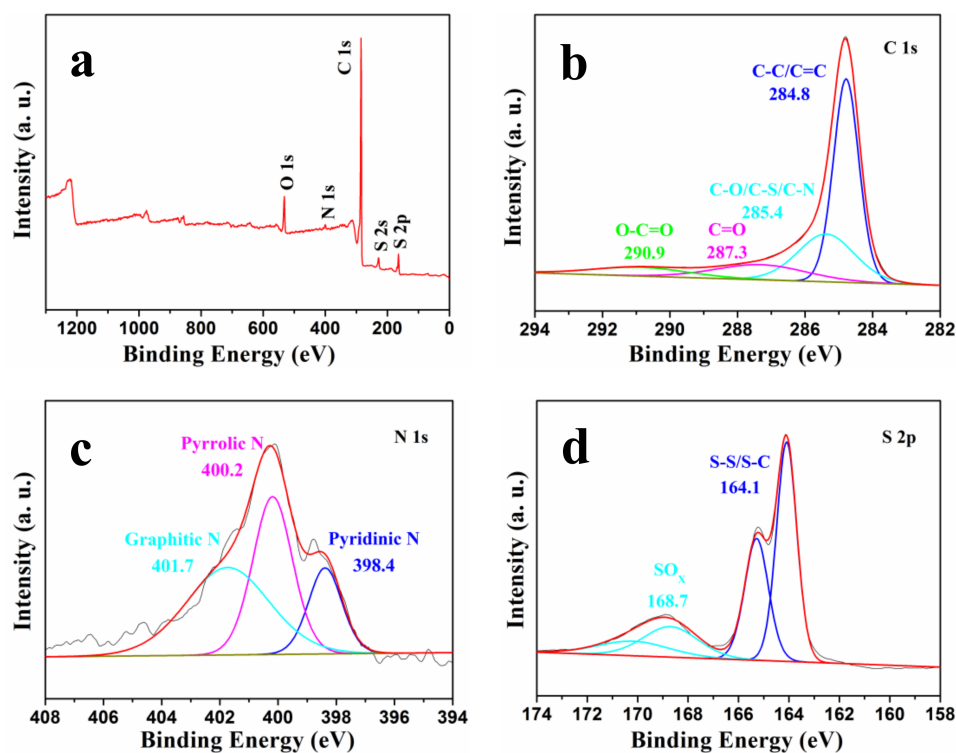 a
C 1s
O 1s
N 1s
S 2s
S 2p
Intensity (a. u.)
1200 1000 800 600 400 200 0
Binding Energy (eV)
b
C 1s
C-C/C=C
284.8
C-O/C-S/C-N
285.4
O-C=O
290.9
C=O
287.3
Intensity (a. u.)
294 292 290 288 286 284 282
Binding Energy (eV)
c
N 1s
Pyrrolic N
400.2
Graphitic N
401.7
Pyridinic N
398.4
Intensity (a. u.)
408 406 404 402 400 398 396 394
Binding Energy (eV)
d
S 2p
S-S/S-C
164.1
SOₓ
168.7
Intensity (a. u.)
174 172 170 168 166 164 162 160 158
Binding Energy (eV)